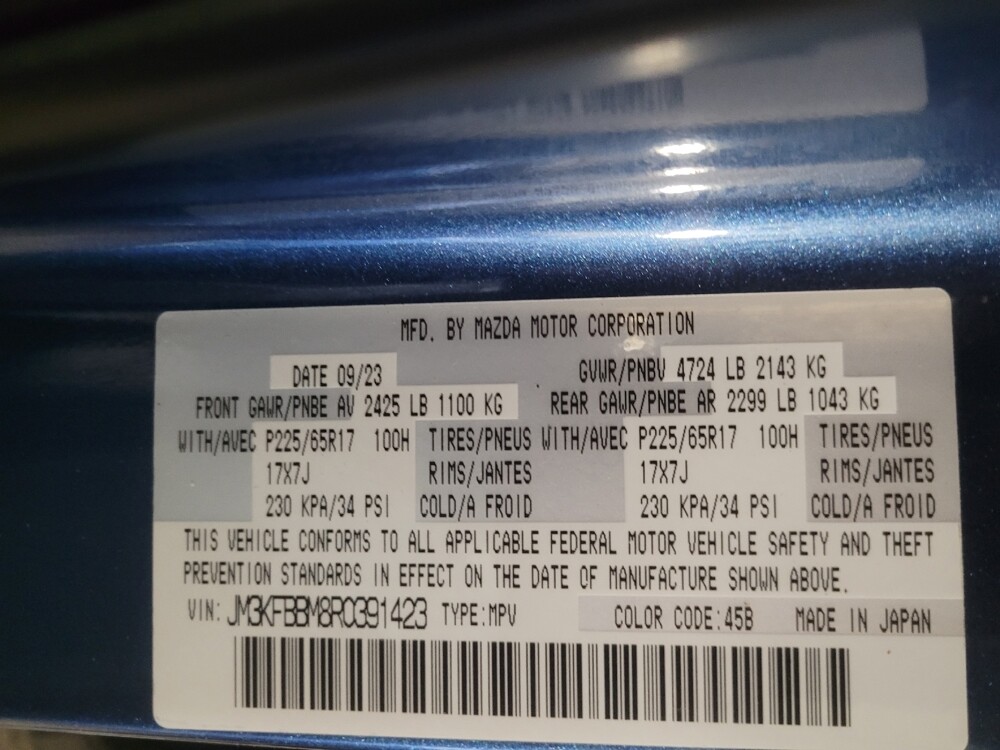 MFD. BY MAZDA MOTOR CORPORATION
DATE 09/23 GVWR/PNBV 4724 LB 2143 KG
FRONT GAWR/PNBE AV 2425 LB 1100 KG REAR GAWR/PNBE AR 2299 LB 1043 KG
WITH/AVEC P225/65R17 100H TIRES/PNEUS WITH/AVEC P225/65R17 100H TIRES/PNEUS
17X7J RIMS/JANTES 17X7J RIMS/JANTES
230 KPA/34 PSI COLD/A FROID 230 KPA/34 PSI COLD/A FROID
THIS VEHICLE CONFORMS TO ALL APPLICABLE FEDERAL MOTOR VEHICLE SAFETY AND THEFT
PREVENTION STANDARDS IN EFFECT ON THE DATE OF MANUFACTURE SHOWN ABOVE.
VIN: JM3KFBBM8R0391423 TYPE:MPV COLOR CODE:45B MADE IN JAPAN